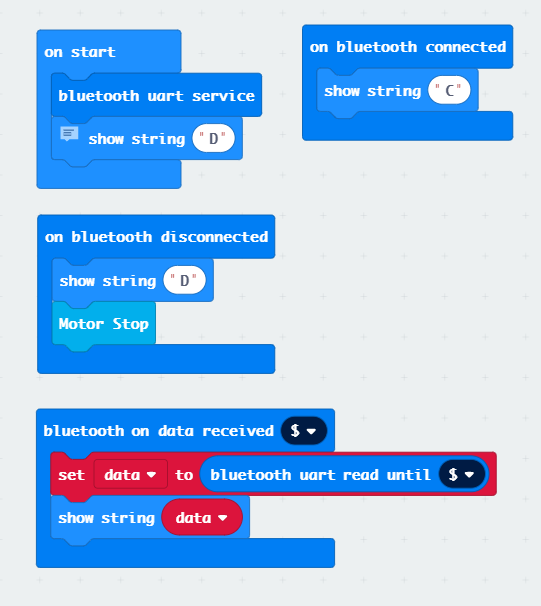 on start
bluetooth uart service
show string "D"
on bluetooth connected
show string "C"
on bluetooth disconnected
show string "D"
Motor Stop
bluetooth on data received $
set data to bluetooth uart read until $
show string data